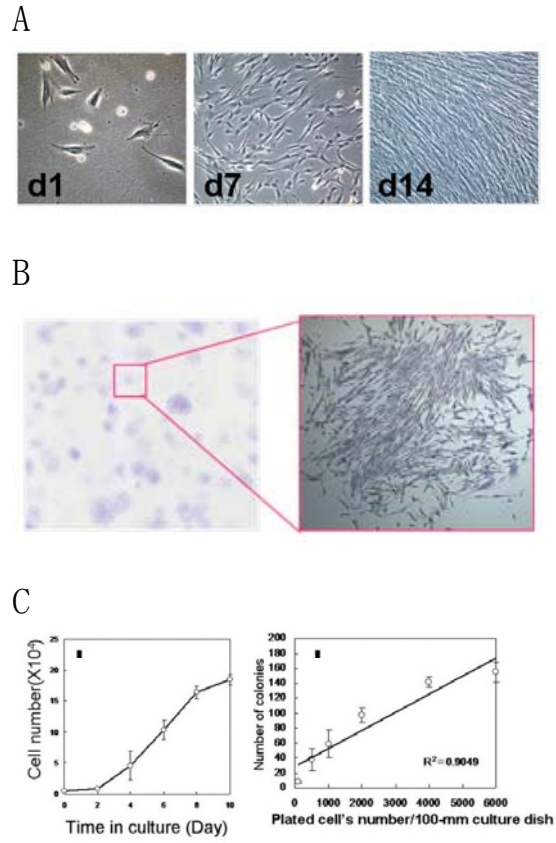 A
d1 d7 d14
B
C
Cell number(X10⁴)
25
20
15
10
5
0
0 2 4 6 8 10
Time in culture (Day)
Number of colonies
200
180
160
140
120
100
80
60
40
20
0
R²=0.9049
0 1000 2000 3000 4000 5000 6000
Plated cell's number/100-mm culture dish